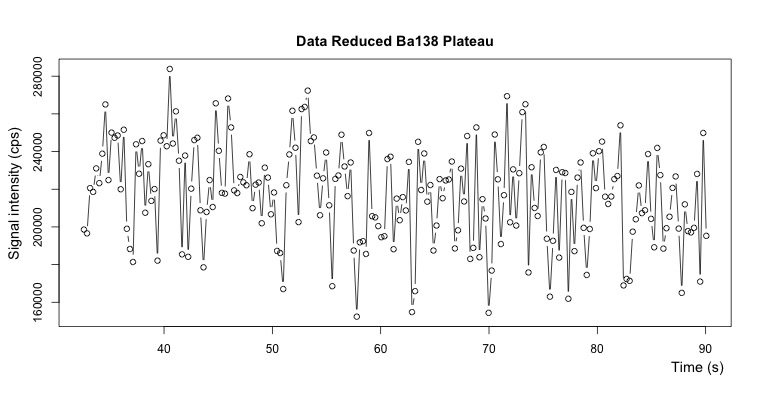 Data Reduced Ba138 Plateau
Signal intensity (cps)
280000
240000
200000
160000
40 50 60 70 80 90
Time (s)